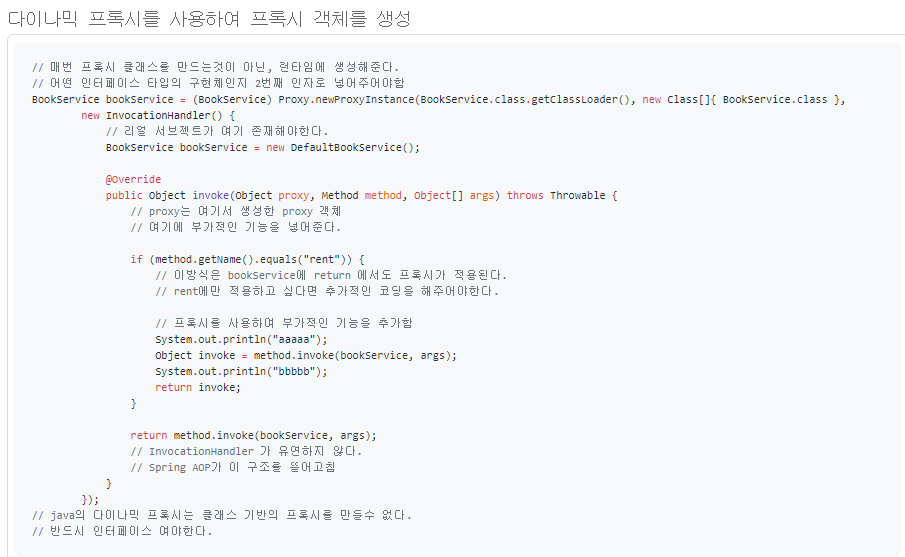 다이나믹 프록시를 사용하여 프록시 객체를 생성
// 매번 프록시 클래스를 만드는것이 아닌, 런타임에 생성해준다.
// 어떤 인터페이스 타입의 구현체인지 2번째 인자로 넣어주어야함
BookService bookService = (BookService) Proxy.newProxyInstance(BookService.class.getClassLoader(), new Class[]{ BookService.class },
new InvocationHandler() {
// 리얼 서브젝트가 여기 존재해야한다.
BookService bookService = new DefaultBookService();
@Override
public Object invoke(Object proxy, Method method, Object[] args) throws Throwable {
// proxy는 여기서 생성한 proxy 객체
// 여기에 부가적인 기능을 넣어준다.
if (method.getName().equals("rent")) {
// 이방식은 bookService에 return 에서도 프록시가 적용된다.
// rent에만 적용하고 싶다면 추가적인 코딩을 해주어야한다.
// 프록시를 사용하여 부가적인 기능을 추가함
System.out.println("aaaaa");
Object invoke = method.invoke(bookService, args);
System.out.println("bbbbb");
return invoke;
}
return method.invoke(bookService, args);
// InvocationHandler 가 유연하지 않다.
// Spring AOP가 이 구조를 뜯어고침
}
});
// java의 다이나믹 프록시는 클래스 기반의 프록시를 만들수 없다.
// 반드시 인터페이스 여야한다.